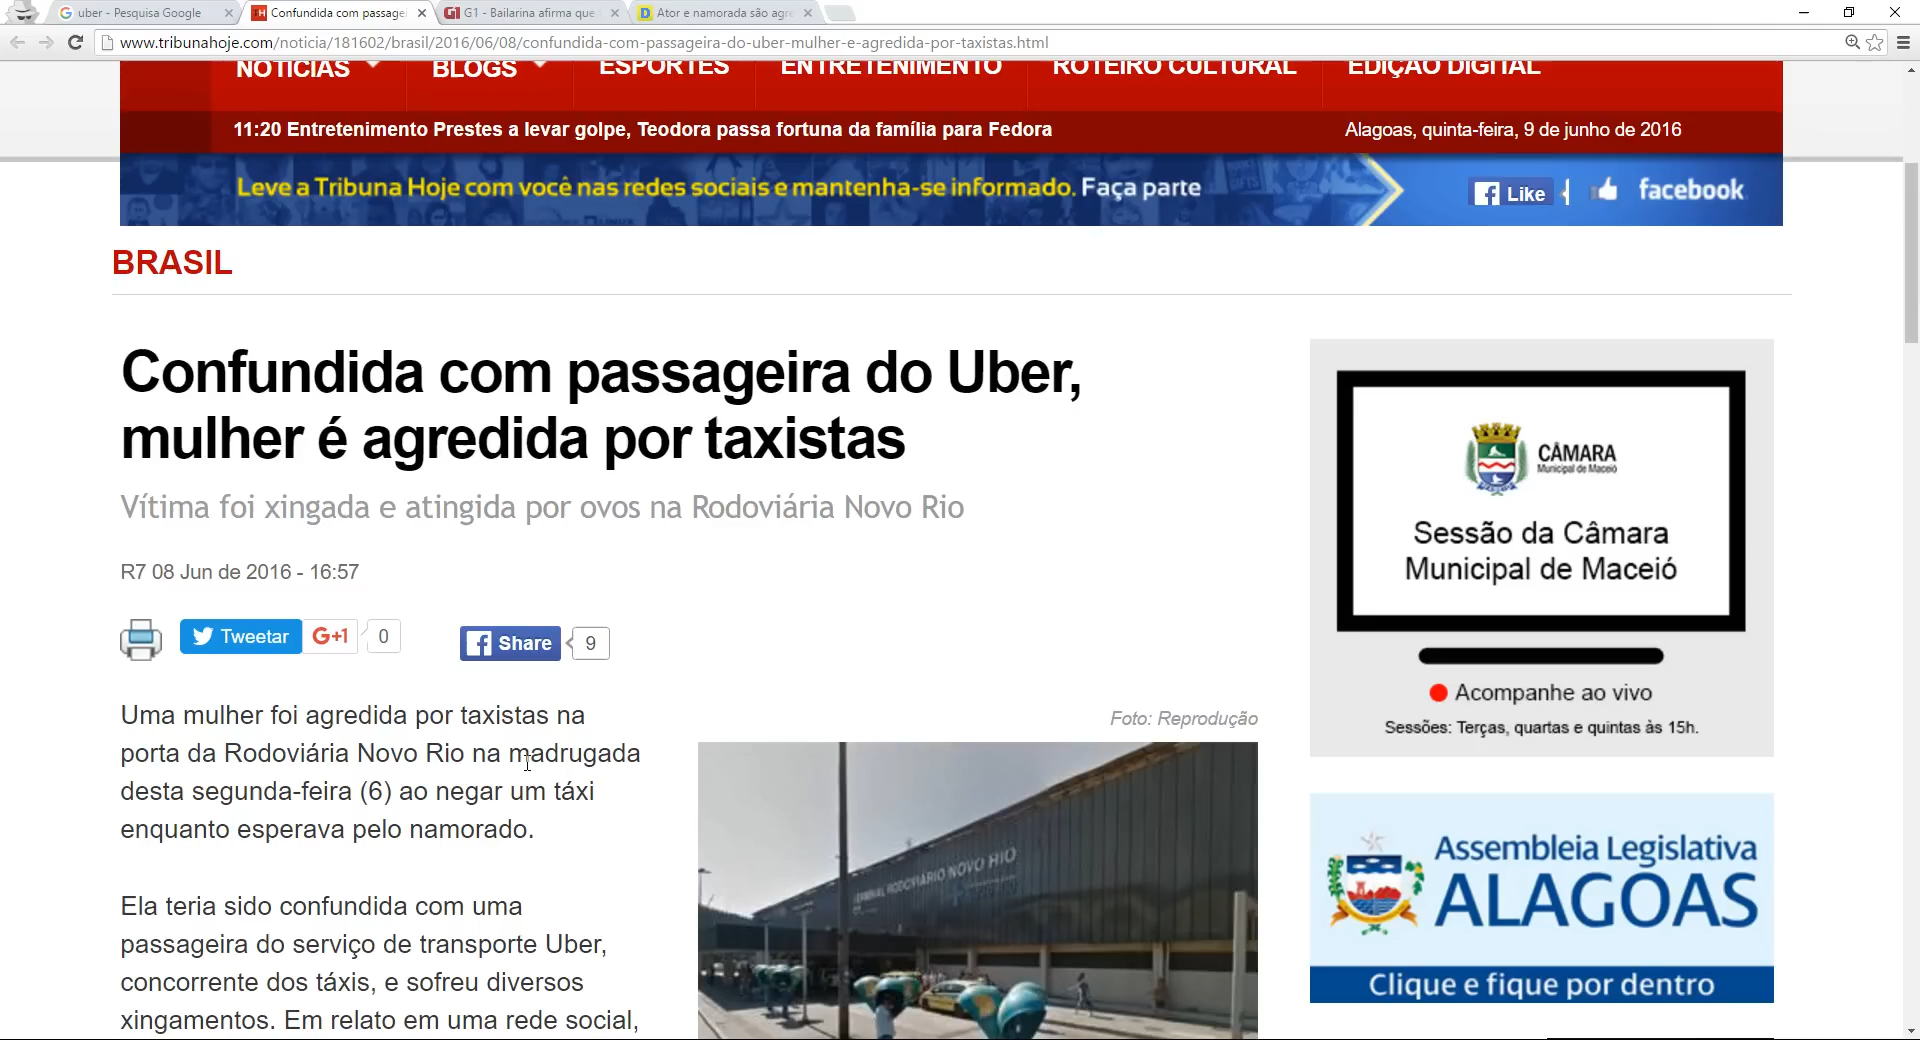 uber - Pesquisa Google
Confundida com passage
G1 - Bailarina afirma que
Ator e namorada são agre
www.tribunahoje.com/noticia/181602/brasil/2016/06/08/confundida-com-passageira-do-uber-mulher-e-agredida-por-taxistas.html
NOTÍCIAS BLOGS ESPORTES ENTRETENIMENTO ROTEIRO CULTURAL EDIÇÃO DIGITAL
11:20 Entretenimento Prestes a levar golpe, Teodora passa fortuna da família para Fedora
Alagoas, quinta-feira, 9 de junho de 2016
Leve a Tribuna Hoje com você nas redes sociais e mantenha-se informado. Faça parte
Like
facebook
BRASIL
Confundida com passageira do Uber,
mulher é agredida por taxistas
Vítima foi xingada e atingida por ovos na Rodoviária Novo Rio
R7 08 Jun de 2016 - 16:57
Tweetar
G+1
0
Share
9
Uma mulher foi agredida por taxistas na
porta da Rodoviária Novo Rio na madrugada
desta segunda-feira (6) ao negar um táxi
enquanto esperava pelo namorado.
Ela teria sido confundida com uma
passageira do serviço de transporte Uber,
concorrente dos táxis, e sofreu diversos
xingamentos. Em relato em uma rede social,
Foto: Reprodução
TERMINAL RODOVIÁRIO NOVO RIO
CÂMARA
Municipal de Maceió
Sessão da Câmara
Municipal de Maceió
Acompanhe ao vivo
Sessões: Terças, quartas e quintas às 15h.
Assembleia Legislativa
ALAGOAS
Clique e fique por dentro